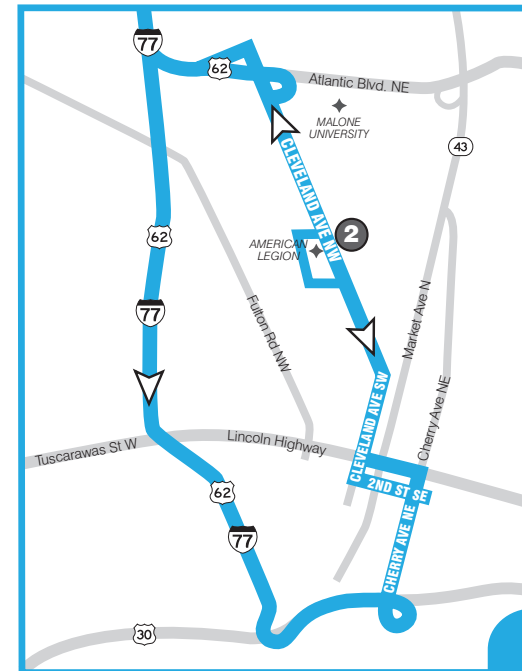 77
62
Atlantic Blvd. NE
MALONE
UNIVERSITY
43
CLEVELAND AVE NW
62
2
AMERICAN
LEGION
77
Fulton Rd NW
Market Ave N
CLEVELAND AVE SW
Cherry Ave NE
Tuscarawas St W
Lincoln Highway
62
2ND ST SE
77
CHERRY AVE NE
30